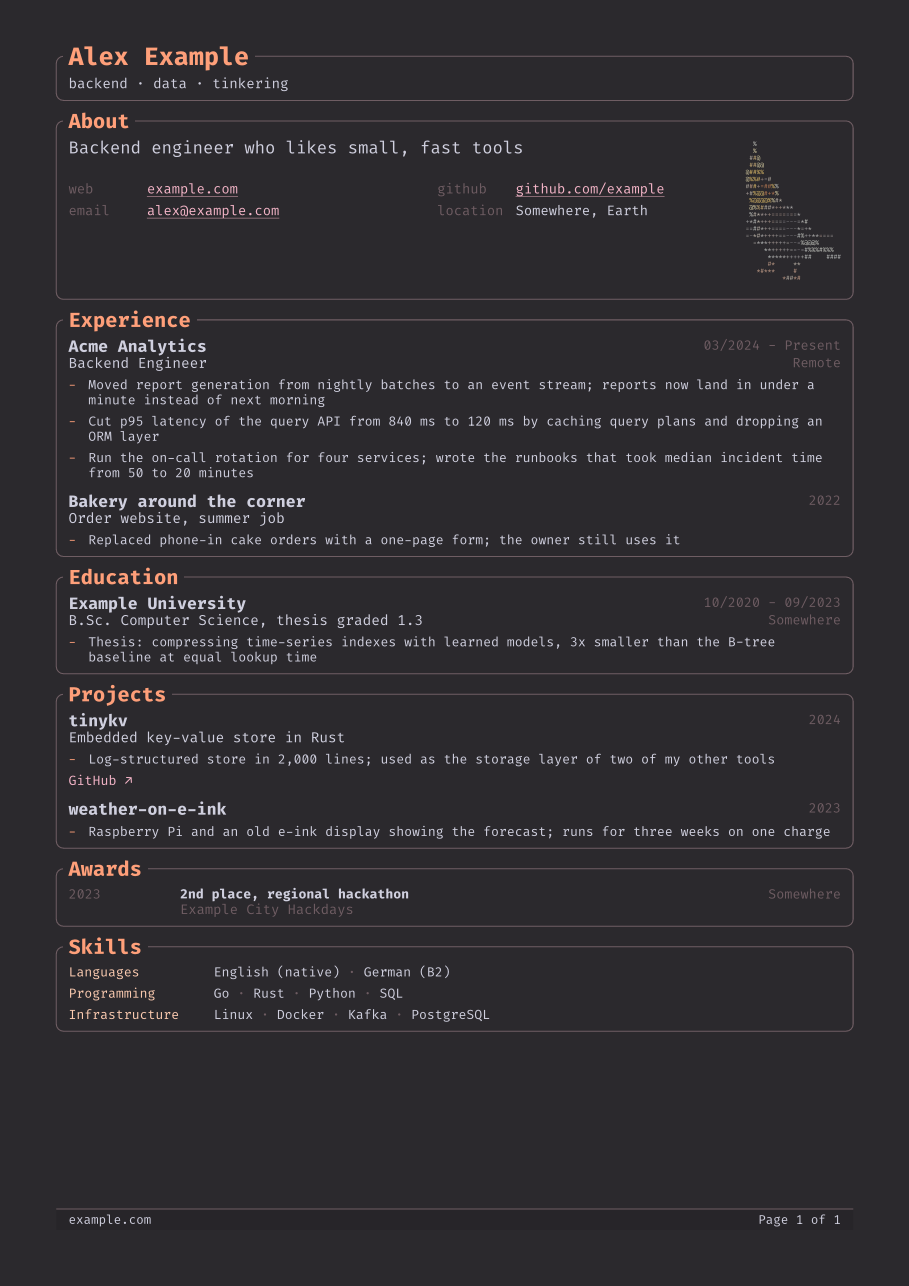 Alex Example
backend · data · tinkering
About
Backend engineer who likes small, fast tools
web example.com github github.com/example
email alex@example.com location Somewhere, Earth
Experience
Acme Analytics 03/2024 – Present
Backend Engineer Remote
- Moved report generation from nightly batches to an event stream; reports now land in under a
minute instead of next morning
- Cut p95 latency of the query API from 840 ms to 120 ms by caching query plans and dropping an
ORM layer
- Run the on-call rotation for four services; wrote the runbooks that took median incident time
from 50 to 20 minutes
Bakery around the corner 2022
Order website, summer job
- Replaced phone-in cake orders with a one-page form; the owner still uses it
Education
Example University 10/2020 – 09/2023
B.Sc. Computer Science, thesis graded 1.3 Somewhere
- Thesis: compressing time-series indexes with learned models, 3x smaller than the B-tree
baseline at equal lookup time
Projects
tinykv 2024
Embedded key-value store in Rust
- Log-structured store in 2,000 lines; used as the storage layer of two of my other tools
GitHub ↗
weather-on-e-ink 2023
- Raspberry Pi and an old e-ink display showing the forecast; runs for three weeks on one charge
Awards
2023 2nd place, regional hackathon Somewhere
Example City Hackdays
Skills
Languages English (native) · German (B2)
Programming Go · Rust · Python · SQL
Infrastructure Linux · Docker · Kafka · PostgreSQL
example.com Page 1 of 1